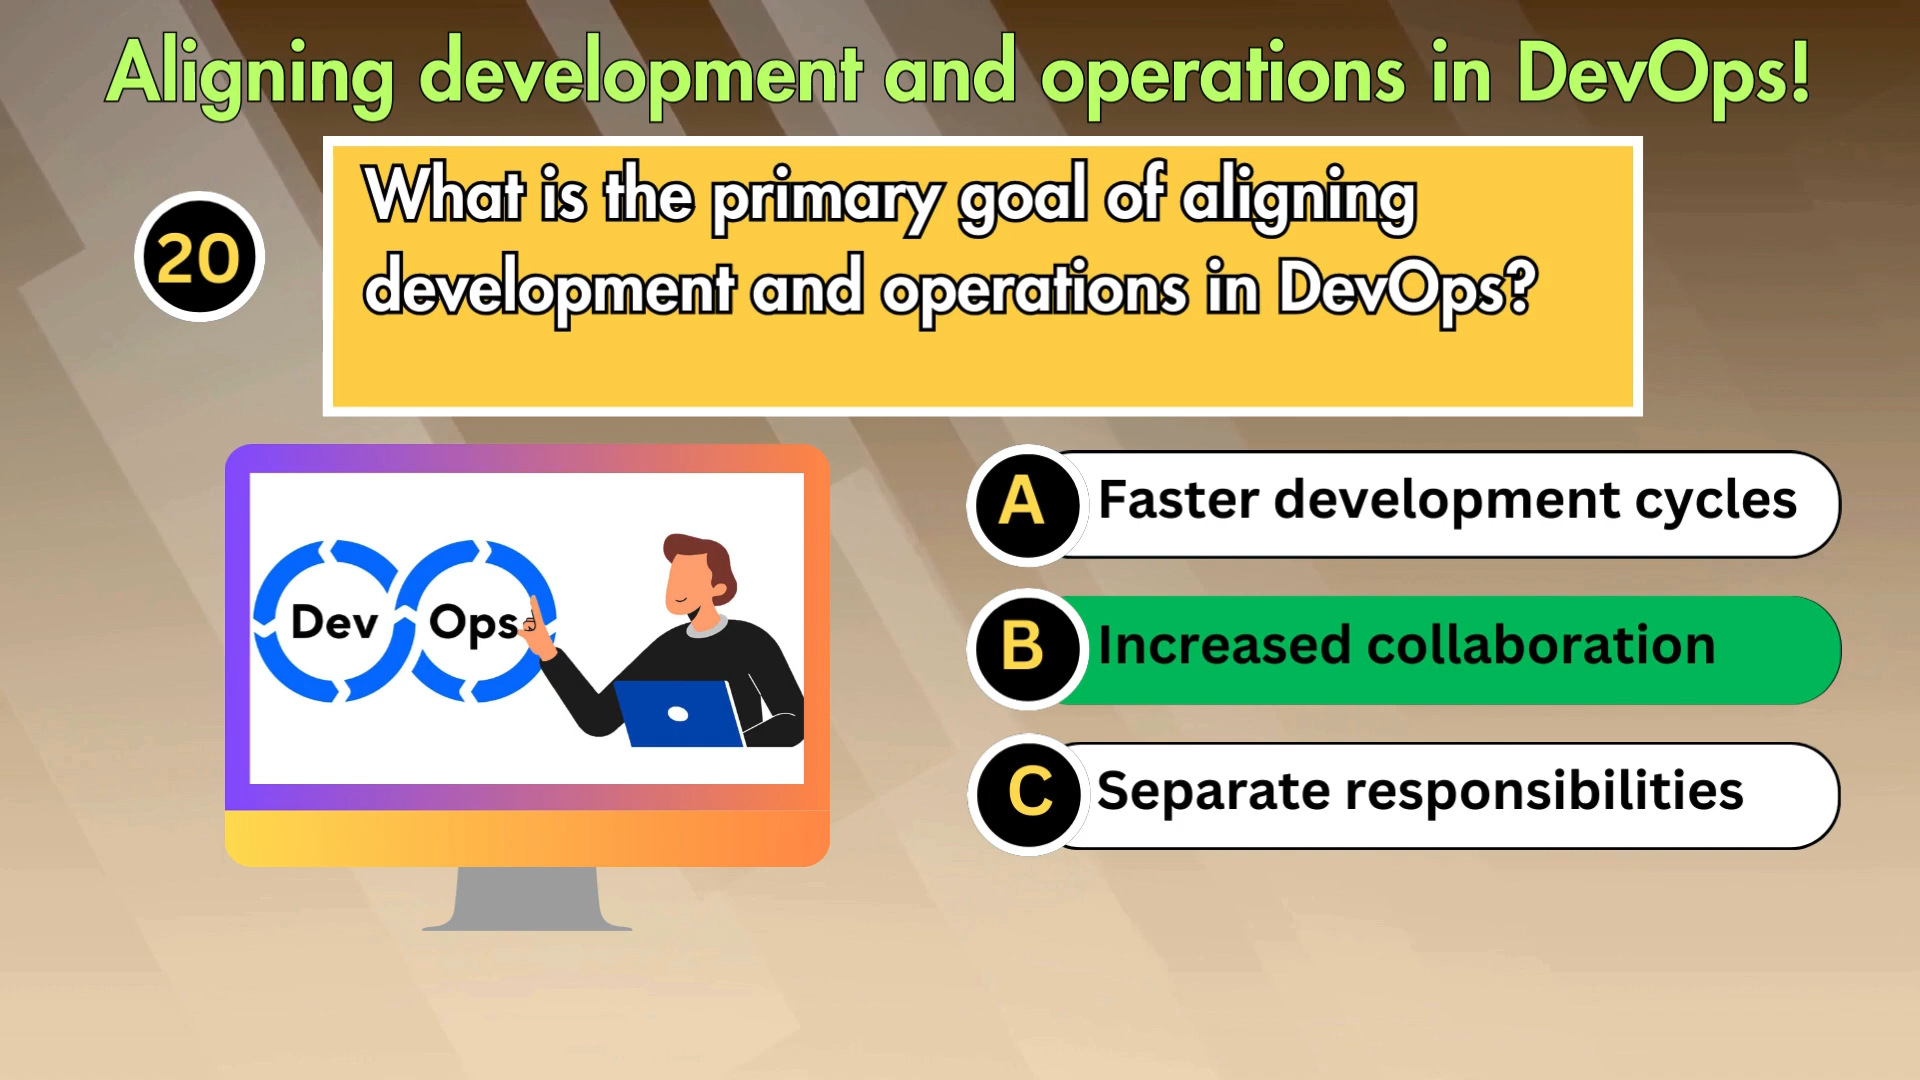 Aligning development and operations in DevOps!
20
What is the primary goal of aligning
development and operations in DevOps?
Dev Ops
A Faster development cycles
B Increased collaboration
C Separate responsibilities